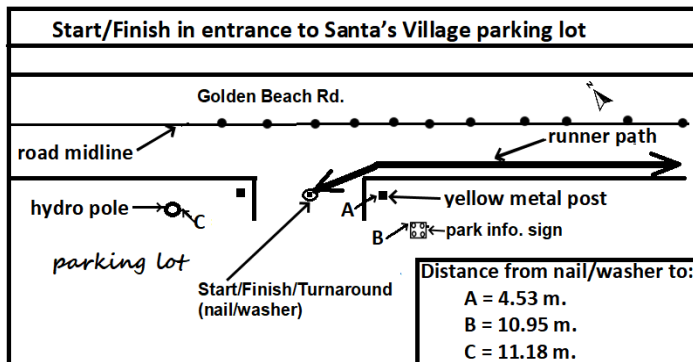 Start/Finish in entrance to Santa's Village parking lot
N
Golden Beach Rd.
road midline
runner path
hydro pole
C
A
yellow metal post
B
park info. sign
parking lot
Start/Finish/Turnaround
(nail/washer)
Distance from nail/washer to:
A = 4.53 m.
B = 10.95 m.
C = 11.18 m.